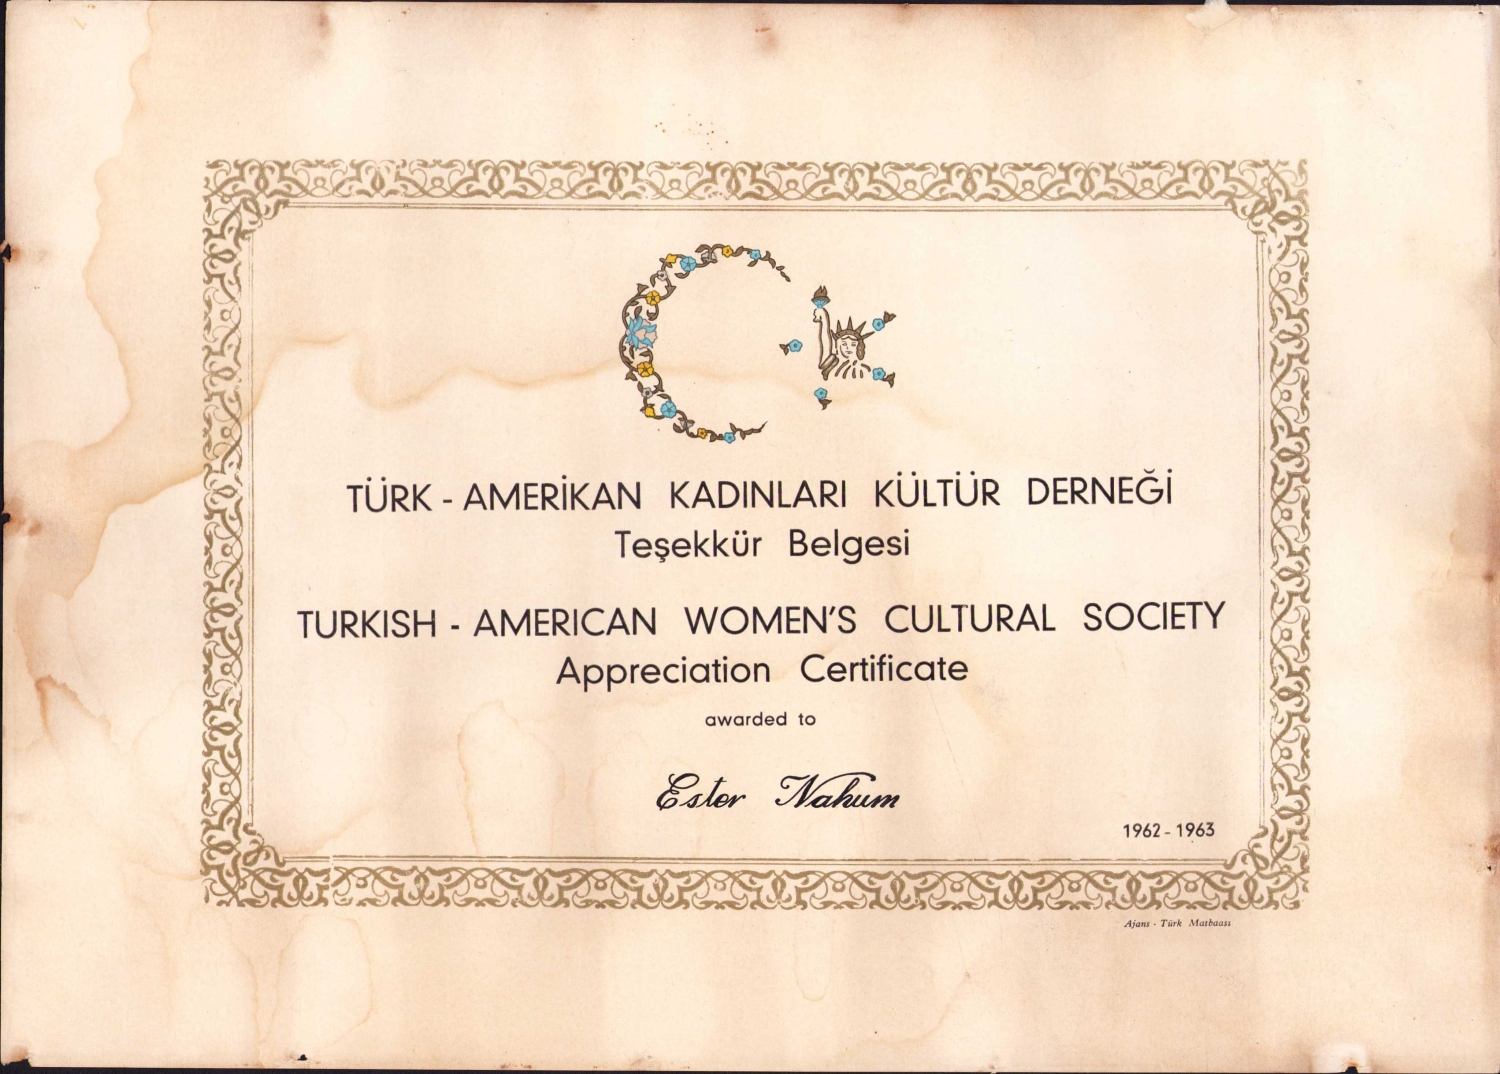 TÜRK - AMERİKAN KADINLARI KÜLTÜR DERNEĞİ
Teşekkür Belgesi
TURKISH - AMERICAN WOMEN'S CULTURAL SOCIETY
Appreciation Certificate
awarded to
Ester Nahum
1962 - 1963
Ajans - Türk Matbaası